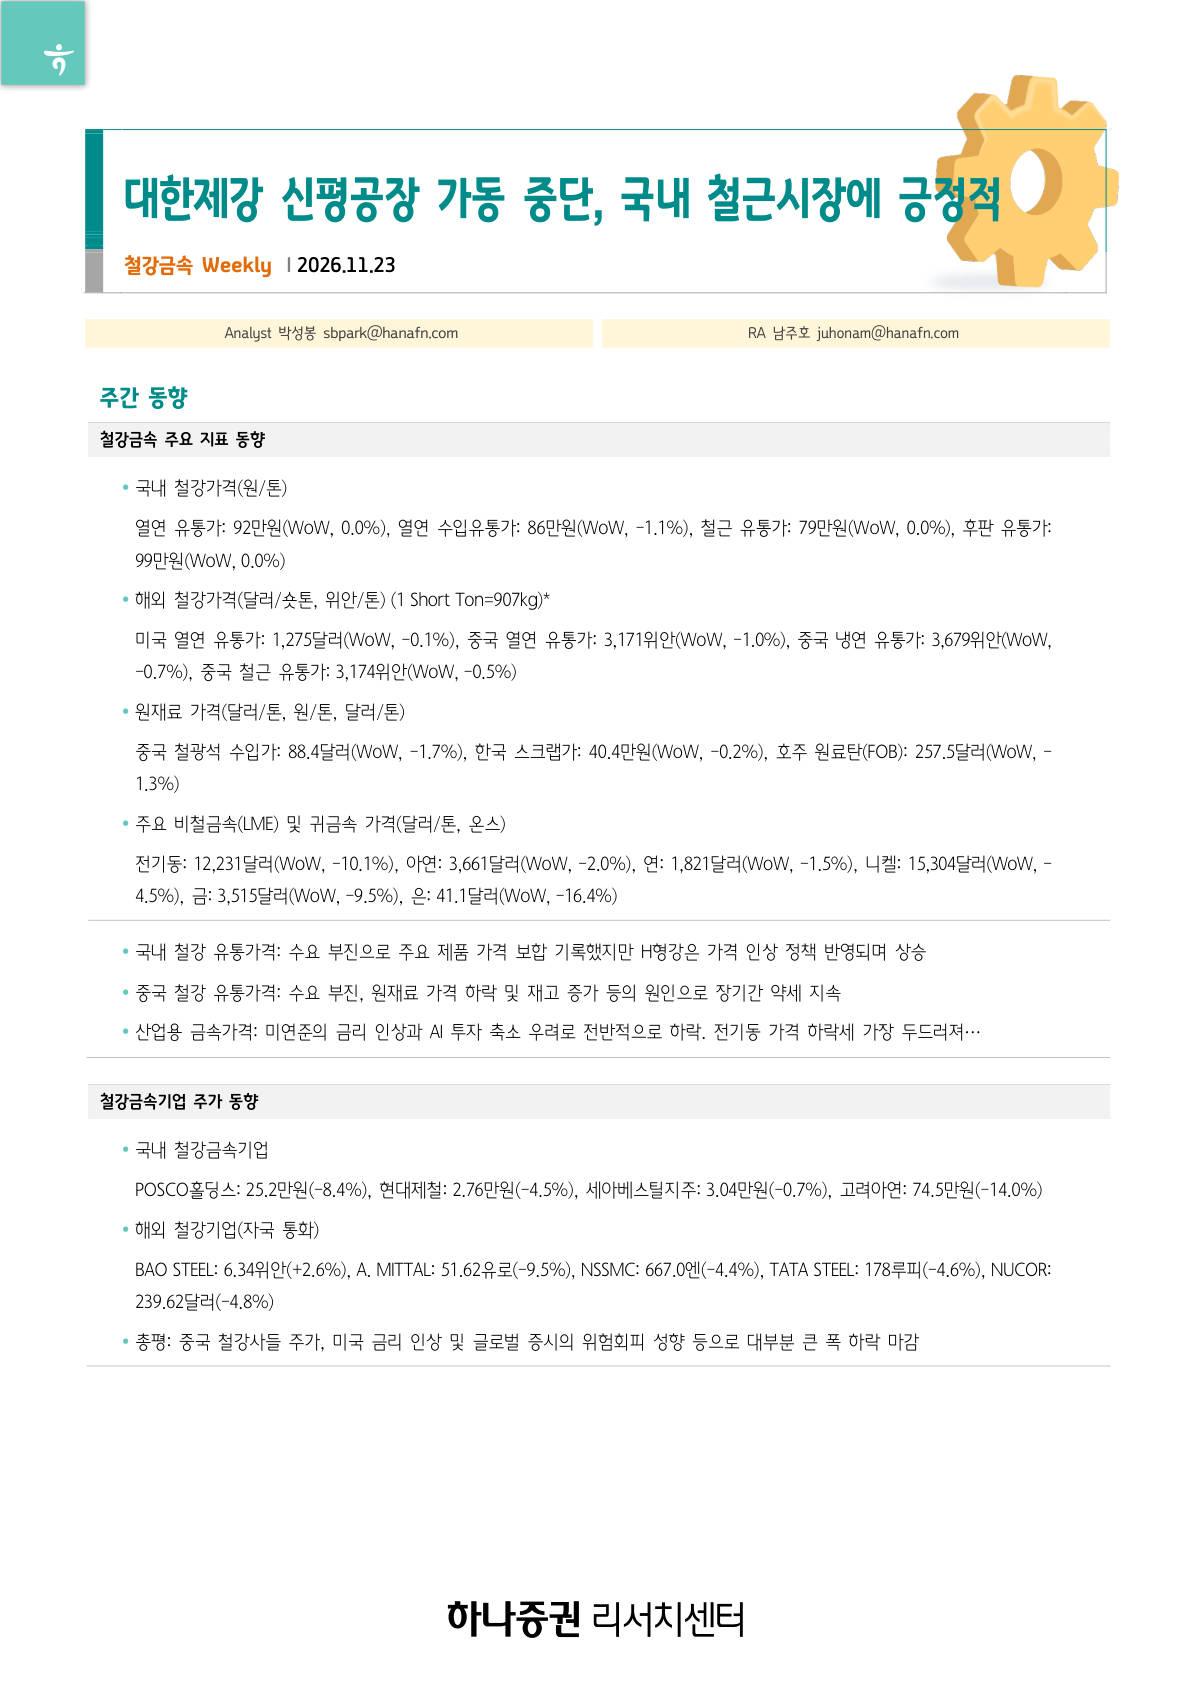 대한제강 신평공장 가동 중단, 국내 철근시장에 긍정적
철강금속 Weekly | 2026.11.23
Analyst 박성봉 sbpark@hanafn.com
RA 남주호 juhonam@hanafn.com
주간 동향
철강금속 주요 지표 동향
• 국내 철강가격(원/톤)
열연 유통가: 92만원(WoW, 0.0%), 열연 수입유통가: 86만원(WoW, -1.1%), 철근 유통가: 79만원(WoW, 0.0%), 후판 유통가:
99만원(WoW, 0.0%)
• 해외 철강가격(달러/숏톤, 위안/톤) (1 Short Ton=907kg)*
미국 열연 유통가: 1,275달러(WoW, -0.1%), 중국 열연 유통가: 3,171위안(WoW, -1.0%), 중국 냉연 유통가: 3,679위안(WoW,
-0.7%), 중국 철근 유통가: 3,174위안(WoW, -0.5%)
• 원재료 가격(달러/톤, 원/톤, 달러/톤)
중국 철광석 수입가: 88.4달러(WoW, -1.7%), 한국 스크랩가: 40.4만원(WoW, -0.2%), 호주 원료탄(FOB): 257.5달러(WoW, -
1.3%)
• 주요 비철금속(LME) 및 귀금속 가격(달러/톤, 온스)
전기동: 12,231달러(WoW, -10.1%), 아연: 3,661달러(WoW, -2.0%), 연: 1,821달러(WoW, -1.5%), 니켈: 15,304달러(WoW, -
4.5%), 금: 3,515달러(WoW, -9.5%), 은: 41.1달러(WoW, -16.4%)
• 국내 철강 유통가격: 수요 부진으로 주요 제품 가격 보합 기록했지만 H형강은 가격 인상 정책 반영되며 상승
• 중국 철강 유통가격: 수요 부진, 원재료 가격 하락 및 재고 증가 등의 원인으로 장기간 약세 지속
• 산업용 금속가격: 미연준의 금리 인상과 AI 투자 축소 우려로 전반적으로 하락. 전기동 가격 하락세 가장 두드러져…
철강금속기업 주가 동향
• 국내 철강금속기업
POSCO홀딩스: 25.2만원(-8.4%), 현대제철: 2.76만원(-4.5%), 세아베스틸지주: 3.04만원(-0.7%), 고려아연: 74.5만원(-14.0%)
• 해외 철강기업(자국 통화)
BAO STEEL: 6.34위안(+2.6%), A. MITTAL: 51.62유로(-9.5%), NSSMC: 667.0엔(-4.4%), TATA STEEL: 178루피(-4.6%), NUCOR:
239.62달러(-4.8%)
• 총평: 중국 철강사들 주가, 미국 금리 인상 및 글로벌 증시의 위험회피 성향 등으로 대부분 큰 폭 하락 마감
하나증권 리서치센터